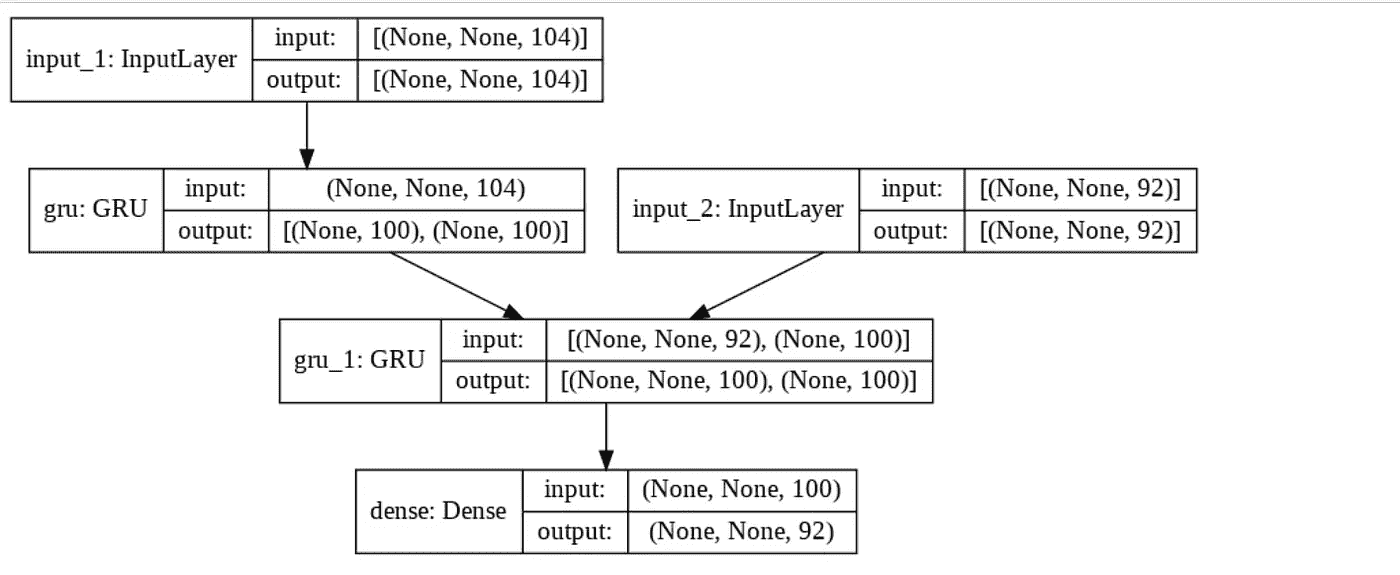 input_1: InputLayer
input: [(None, None, 104)]
output: [(None, None, 104)]
gru: GRU
input: (None, None, 104)
output: [(None, 100), (None, 100)]
input_2: InputLayer
input: [(None, None, 92)]
output: [(None, None, 92)]
gru_1: GRU
input: [(None, None, 92), (None, 100)]
output: [(None, None, 100), (None, 100)]
dense: Dense
input: (None, None, 100)
output: (None, None, 92)